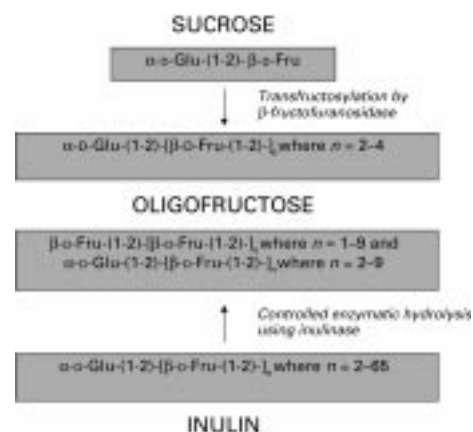 SUCROSE
α-D-Glu-(1-2)-β-D-Fru
Transfructosylation by
β-fructofuranosidase
α-D-Glu-(1-2)-[β-D-Fru-(1-2)-]n where n = 2–4
OLIGOFRUCTOSE
β-D-Fru-(1-2)-[β-D-Fru-(1-2)-]n where n = 1–9 and
α-D-Glu-(1-2)-[β-D-Fru-(1-2)-]n where n = 2–9
Controlled enzymatic hydrolysis
using inulinase
α-D-Glu-(1-2)-[β-D-Fru-(1-2)-]n where n = 2–65
INULIN